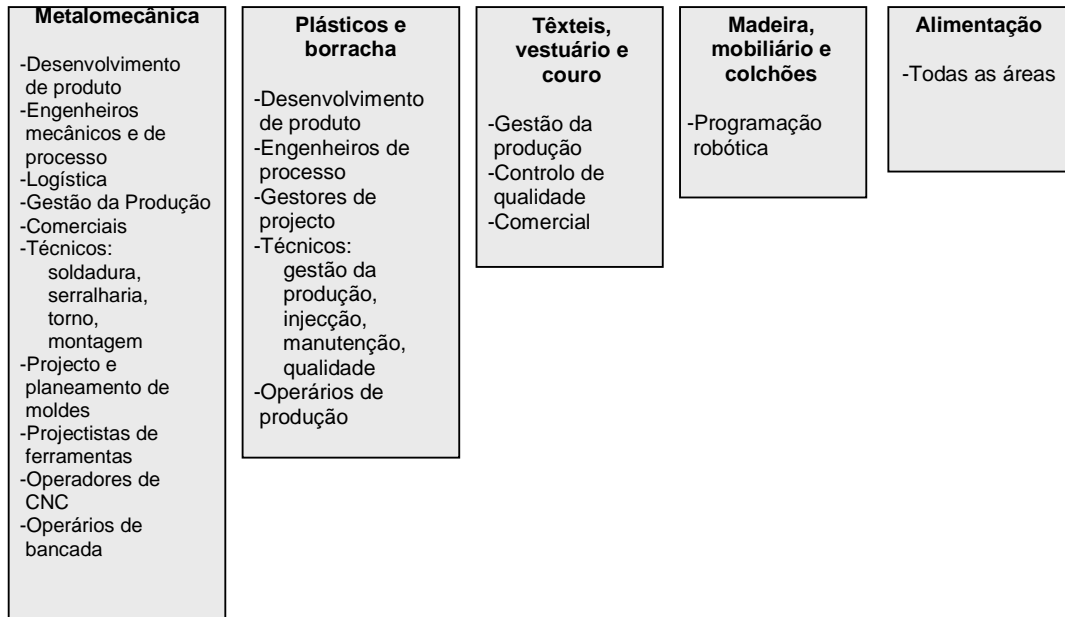 Metalomecânica
-Desenvolvimento
de produto
-Engenheiros
mecânicos e de
processo
-Logística
-Gestão da Produção
-Comerciais
-Técnicos:
soldadura,
serralharia,
torno,
montagem
-Projecto e
planeamento de
moldes
-Projectistas de
ferramentas
-Operadores de
CNC
-Operários de
bancada
Plásticos e
borracha
-Desenvolvimento
de produto
-Engenheiros de
processo
-Gestores de
projecto
-Técnicos:
gestão da
produção,
injecção,
manutenção,
qualidade
-Operários de
produção
Têxteis,
vestuário e
couro
-Gestão da
produção
-Controlo de
qualidade
-Comercial
Madeira,
mobiliário e
colchões
-Programação
robótica
Alimentação
-Todas as áreas